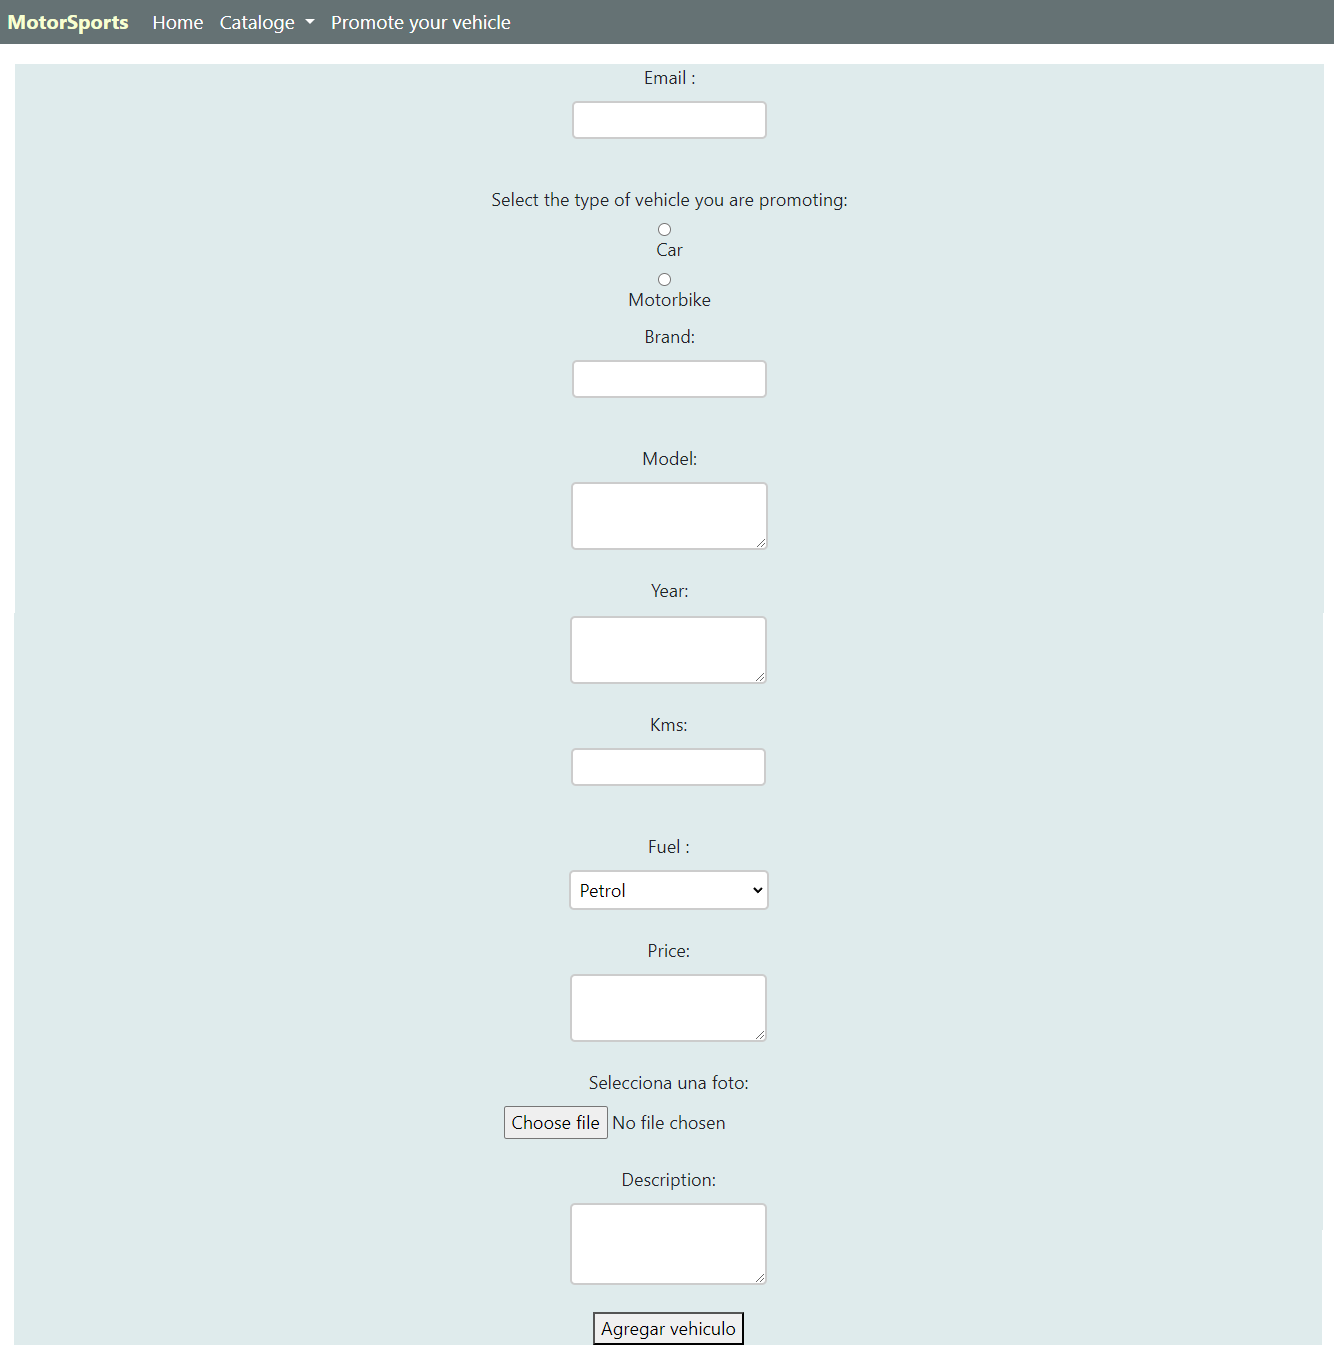 MotorSports Home Cataloge Promote your vehicle
Email :
Select the type of vehicle you are promoting:
Car
Motorbike
Brand:
Model:
Year:
Kms:
Fuel :
Petrol
Price:
Selecciona una foto:
Choose file No file chosen
Description:
Agregar vehiculo